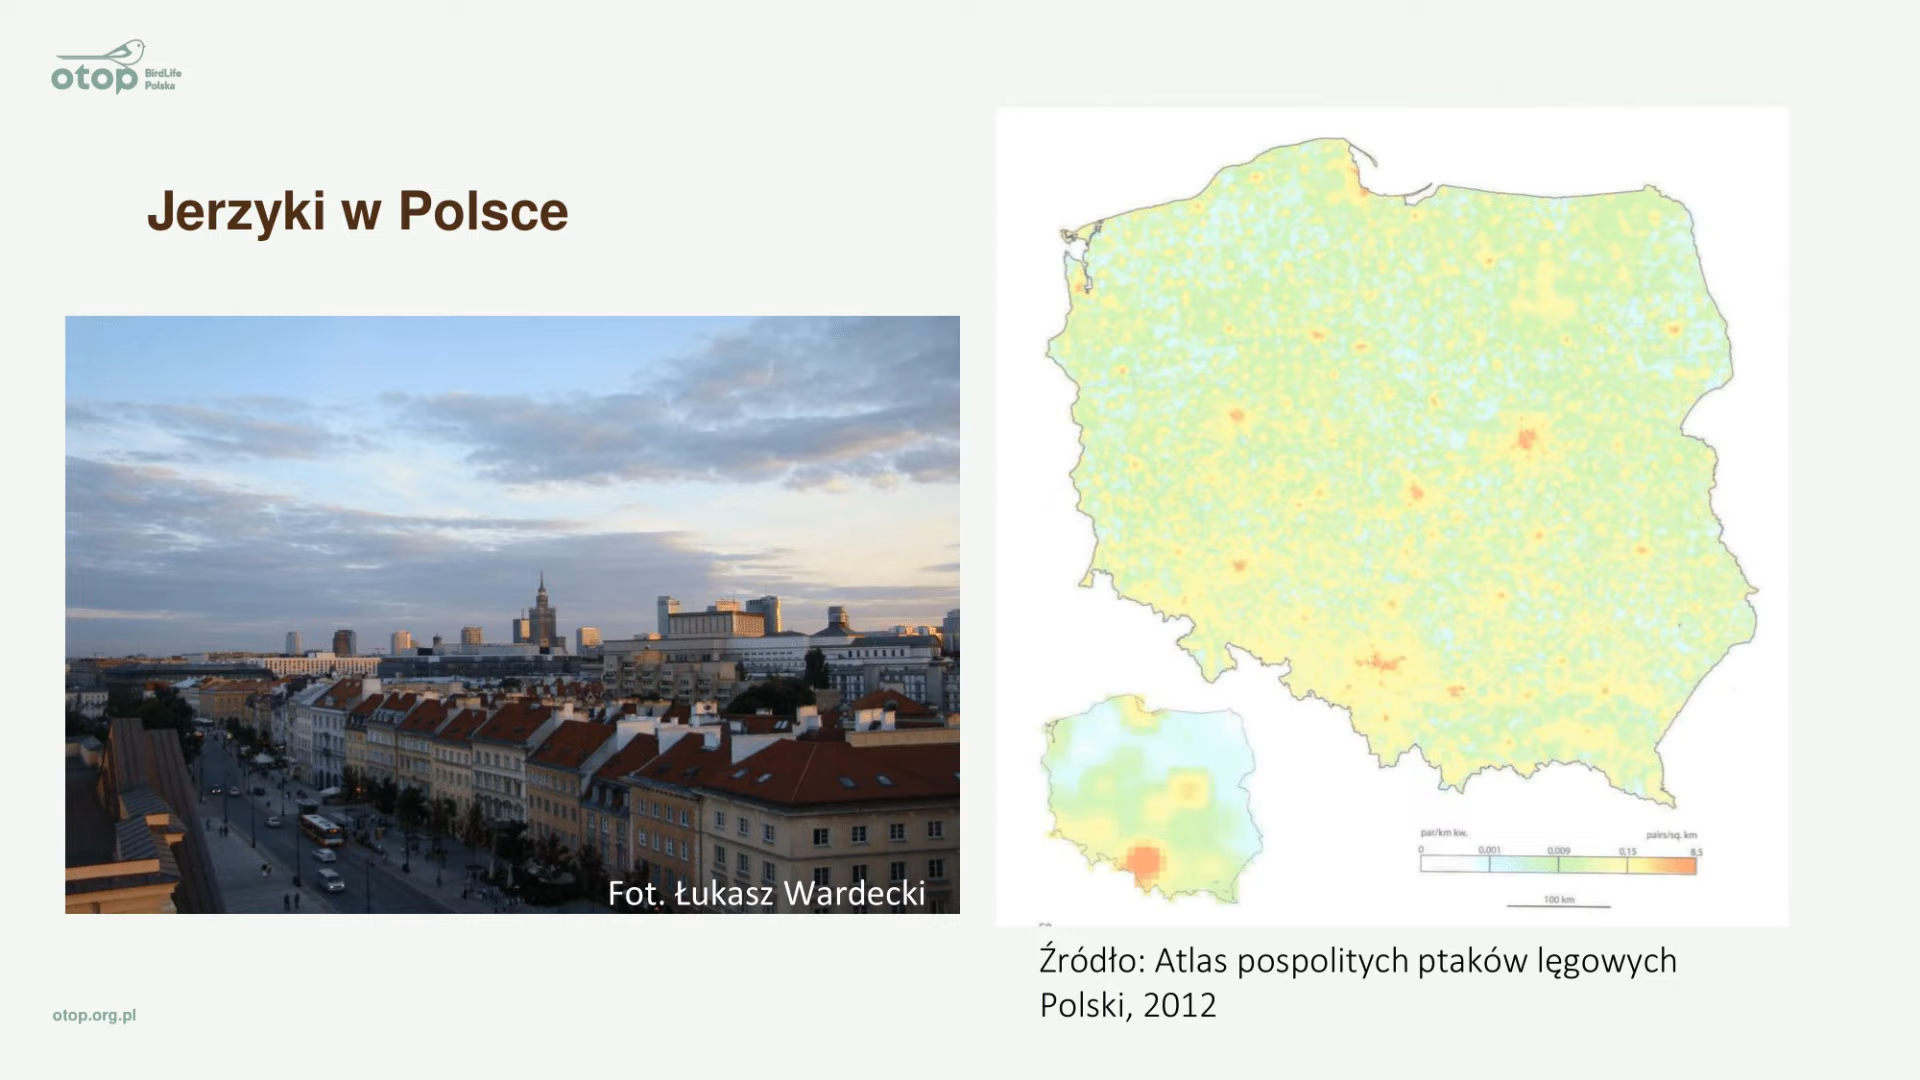 otop BirdLife
Polska
Jerzyki w Polsce
Fot. Łukasz Wardecki
par/km kw. pairs/sq. km
0 0,001 0,009 0,15 8,5
100 km
Źródło: Atlas pospolitych ptaków lęgowych
Polski, 2012
otop.org.pl